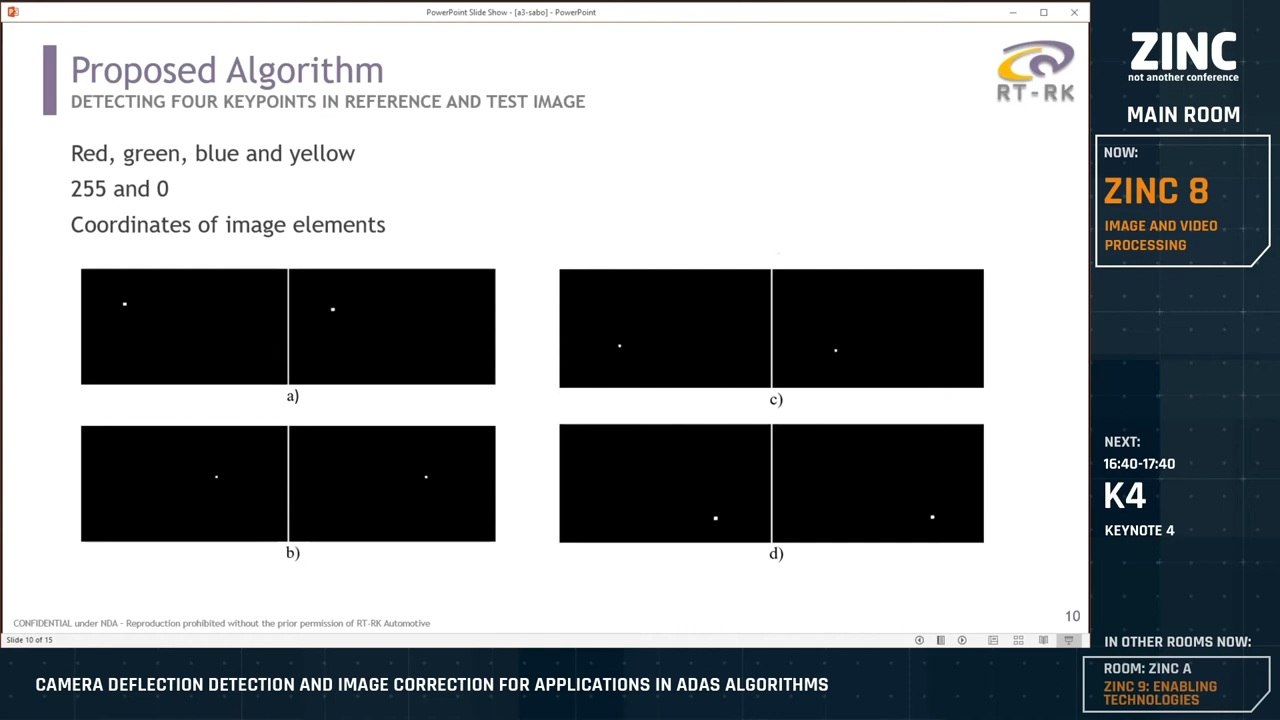 PowerPoint Slide Show - [a3-sabo] - PowerPoint
Proposed Algorithm
DETECTING FOUR KEYPOINTS IN REFERENCE AND TEST IMAGE
RT-RK
Red, green, blue and yellow
255 and 0
Coordinates of image elements
a)
c)
b)
d)
CONFIDENTIAL under NDA - Reproduction prohibited without the prior permission of RT-RK Automotive
10
Slide 10 of 15
ZINC
not another conference
MAIN ROOM
NOW:
ZINC 8
IMAGE AND VIDEO
PROCESSING
NEXT:
16:40-17:40
K4
KEYNOTE 4
IN OTHER ROOMS NOW:
ROOM: ZINC A
ZINC 9: ENABLING
TECHNOLOGIES
CAMERA DEFLECTION DETECTION AND IMAGE CORRECTION FOR APPLICATIONS IN ADAS ALGORITHMS